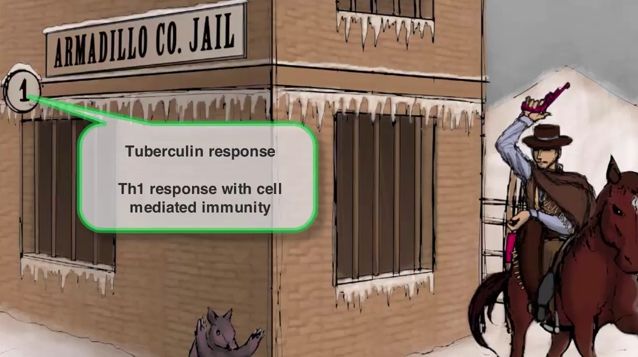 ARMADILLO CO. JAIL
1
Tuberculin response
Th1 response with cell
mediated immunity